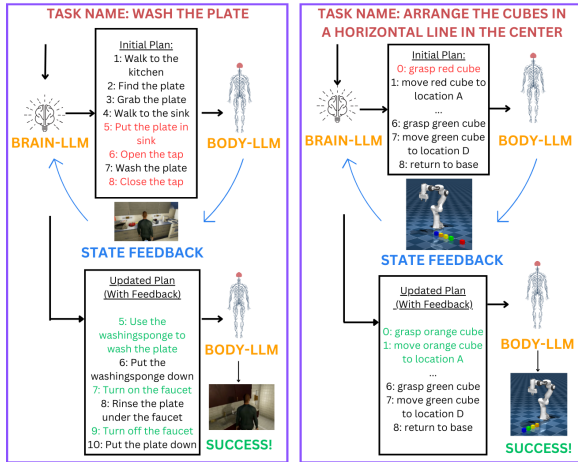 TASK NAME: WASH THE PLATE
Initial Plan:
1: Walk to the
kitchen
2: Find the plate
3: Grab the plate
4: Walk to the sink
5: Put the plate in
sink
6: Open the tap
7: Wash the plate
8: Close the tap
BRAIN-LLM
BODY-LLM
STATE FEEDBACK
Updated Plan
(With Feedback)
5: Use the
washingsponge to
wash the plate
6: Put the
washingsponge down
7: Turn on the faucet
8: Rinse the plate
under the faucet
9: Turn off the faucet
10: Put the plate down
BODY-LLM
SUCCESS!
TASK NAME: ARRANGE THE CUBES IN
A HORIZONTAL LINE IN THE CENTER
Initial Plan:
0: grasp red cube
1: move red cube to
location A
...
6: grasp green cube
7: move green cube
to location D
8: return to base
BRAIN-LLM
BODY-LLM
STATE FEEDBACK
Updated Plan
(With Feedback)
0: grasp orange cube
1: move orange cube
to location A
...
6: grasp green cube
7: move green cube
to location D
8: return to base
BODY-LLM
SUCCESS!